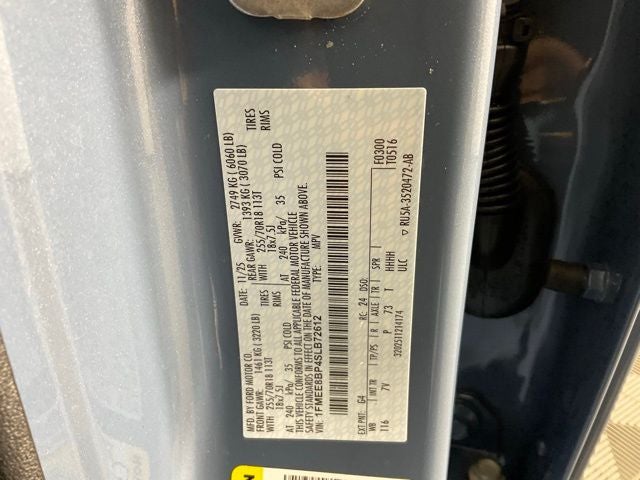 MFD. BY FORD MOTOR CO.
DATE: 11/25 GVWR: 2749 KG ( 6060 LB)
FRONT GAWR: 1461 KG ( 3220 LB) REAR GAWR: 1393 KG ( 3070 LB)
WITH 255/70R18 113T TIRES WITH 255/70R18 113T TIRES
18x7.5J RIMS 18x7.5J RIMS
AT 240 kPa/ 35 PSI COLD AT 240 kPa/ 35 PSI COLD
THIS VEHICLE CONFORMS TO ALL APPLICABLE FEDERAL MOTOR VEHICLE
SAFETY STANDARDS IN EFFECT ON THE DATE OF MANUFACTURE SHOWN ABOVE.
VIN: 1FMEE8BP4SLB72612 TYPE: MPV
F0300
T0516
EXT PNT: G4 RC: 24 DSO:
WB INT TR TP/PS R AXLE TR SPR
116 7V P 73 T HHHH
ULC
▽ RU5A-3520472-AB
3202511214174